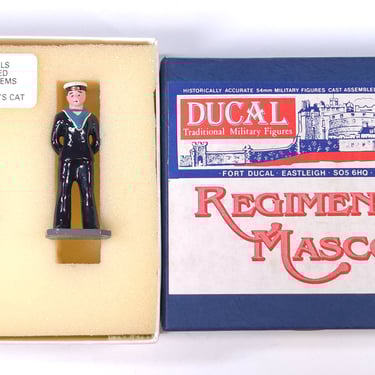 LS
ED
EMS
'S CAT
HISTORICALLY ACCURATE 54mm MILITARY FIGURES CAST ASSEMBLE
DUCAL
Traditional Military Figures
FORT DUCAL · EASTLEIGH · SO5 6HQ ·
REGIMEN
MASCO